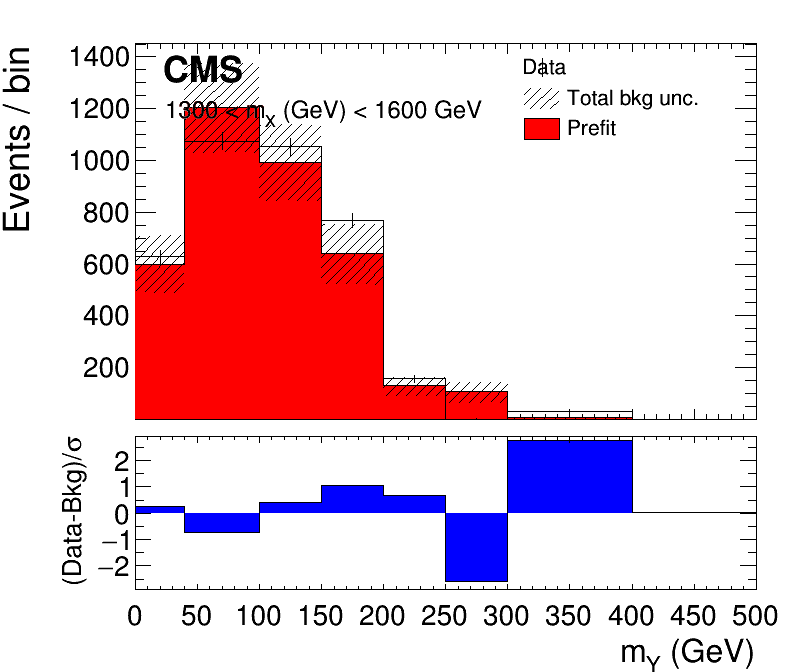 CMS
1300 < mX (GeV) < 1600 GeV
Data
Total bkg unc.
Prefit
Events / bin
1400
1200
1000
800
600
400
200
(Data-Bkg)/σ
2
1
0
−1
−2
0 50 100 150 200 250 300 350 400 450 500
mY (GeV)